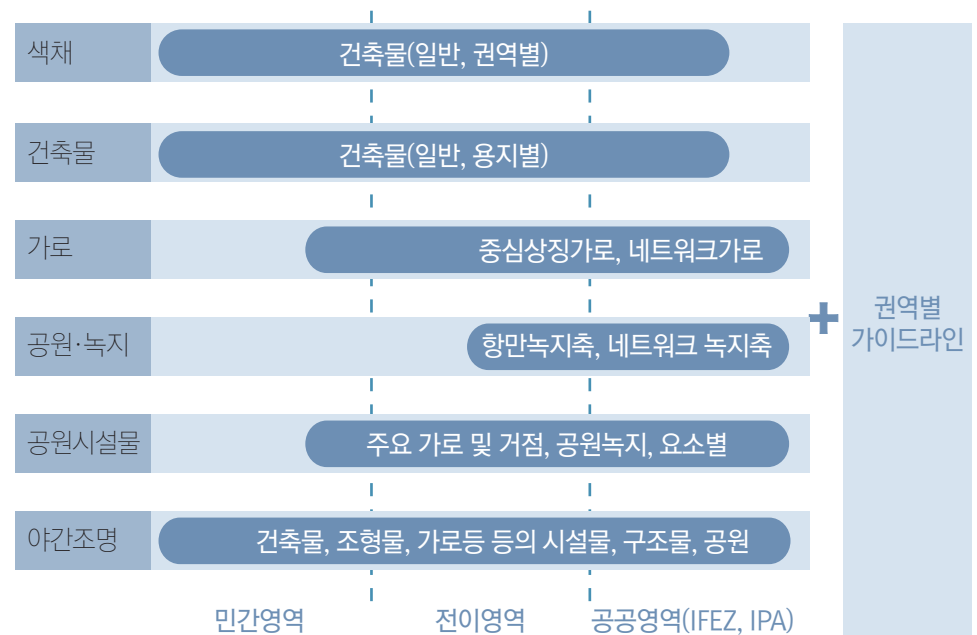 색채
건축물(일반, 권역별)
건축물
건축물(일반, 용지별)
가로
중심상징가로, 네트워크가로
공원·녹지
항만녹지축, 네트워크 녹지축
공원시설물
주요 가로 및 거점, 공원녹지, 요소별
야간조명
건축물, 조형물, 가로등 등의 시설물, 구조물, 공원
민간영역
전이영역
공공영역(IFEZ, IPA)
+
권역별
가이드라인